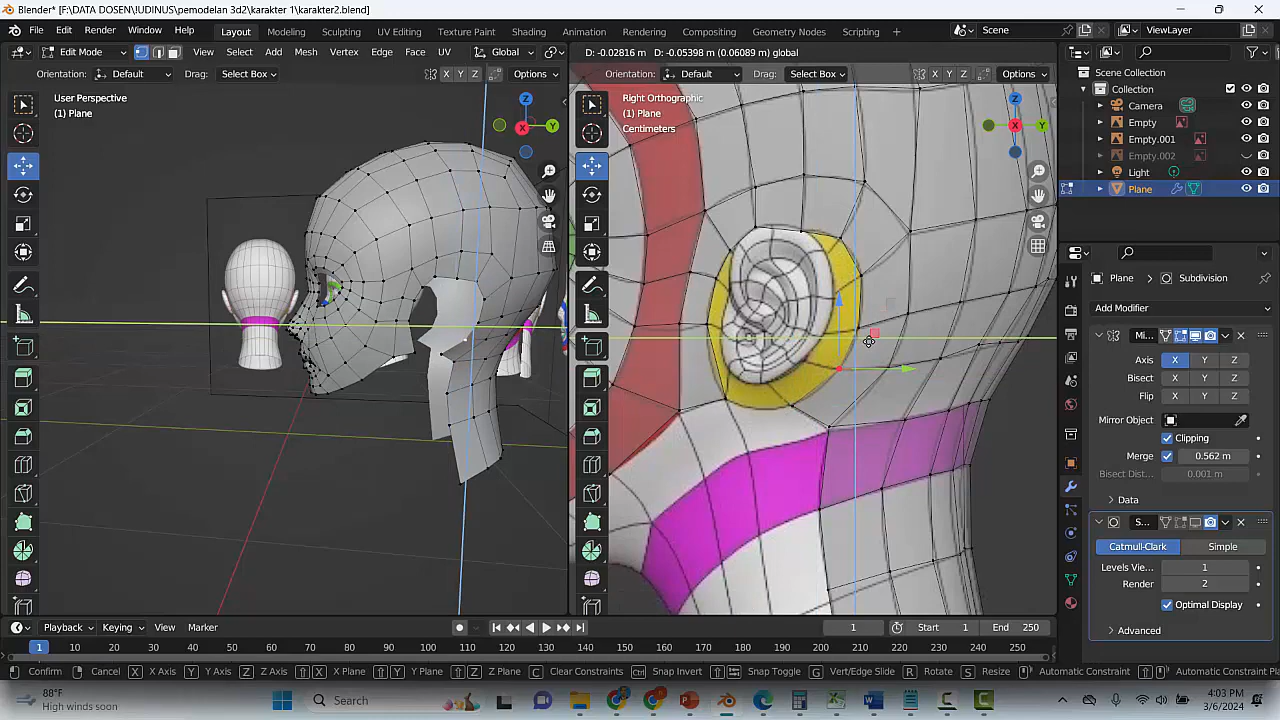 Blender* [F:\DATA DOSEN\!UDINUS\pemodelan 3d2\karakter 1\karakter2.blend]
File Edit Render Window Help Layout Modeling Sculpting UV Editing Texture Paint Shading Animation Rendering Compositing Geometry Nodes Scripting + Scene ViewLayer
Edit Mode View Select Add Mesh Vertex Edge Face UV Global D: -0.02816 m D: -0.05398 m (0.06089 m) global
Orientation: Default Drag: Select Box X Y Z Options Orientation: Default Drag: Select Box X Y Z Options
Scene Collection
Collection
Camera
Empty
Empty.001
Empty.002
Light
Plane
User Perspective
(1) Plane
Z
Y
X
Right Orthographic
(1) Plane
Centimeters
Z
Y
X
Plane Subdivision
Add Modifier
Mi...
Axis X Y Z
Bisect X Y Z
Flip X Y Z
Mirror Object
Clipping
Merge 0.562 m
Bisect Dist... 0.001 m
Data
S...
Catmull-Clark Simple
Levels Vie... 1
Render 2
Optimal Display
Advanced
Playback Keying View Marker 1 Start 1 End 250
1 10 20 30 40 50 60 70 80 90 100 110 120 130 140 150 160 170 180 190 200 210 220 230 240 250
Confirm Cancel X X Axis Y Y Axis Z Z Axis X X Plane Y Y Plane Z Z Plane C Clear Constraints Snap Invert Snap Toggle G Vert/Edge Slide R Rotate S Resize Automatic Constraint Automatic Constraint Plane
88°F
High winds soon
Search
4:03 PM
3/6/2024